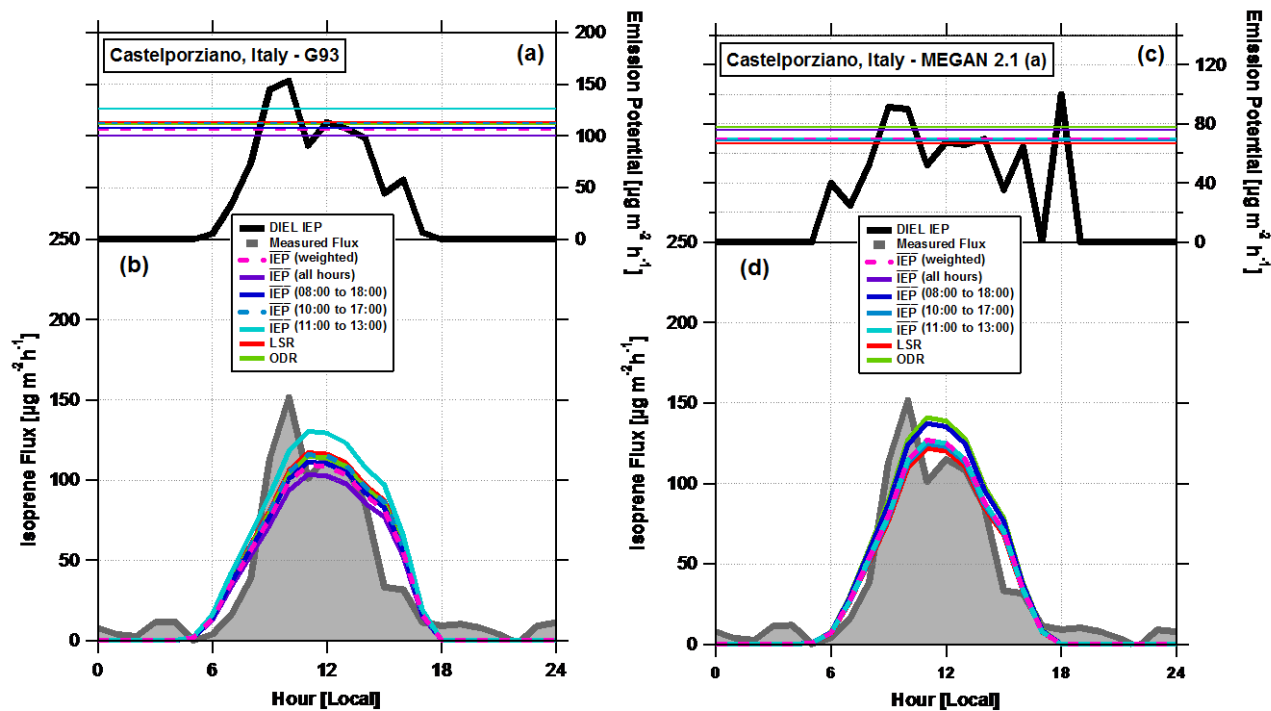 Castelporziano, Italy - G93
(a)
200
150
100
50
0
Emission Potential [µg m⁻² h⁻¹]
250
200
150
100
50
0
Isoprene Flux [µg m⁻² h⁻¹]
(b)
DIEL IEP
Measured Flux
IEP (weighted)
IEP (all hours)
IEP (08:00 to 18:00)
IEP (10:00 to 17:00)
IEP (11:00 to 13:00)
LSR
ODR
0 6 12 18 24
Hour [Local]
Castelporziano, Italy - MEGAN 2.1 (a)
(c)
120
80
40
0
Emission Potential [µg m⁻² h⁻¹]
250
200
150
100
50
0
Isoprene Flux [µg m⁻² h⁻¹]
(d)
DIEL IEP
Measured Flux
IEP (weighted)
IEP (all hours)
IEP (08:00 to 18:00)
IEP (10:00 to 17:00)
IEP (11:00 to 13:00)
LSR
ODR
0 6 12 18 24
Hour [Local]